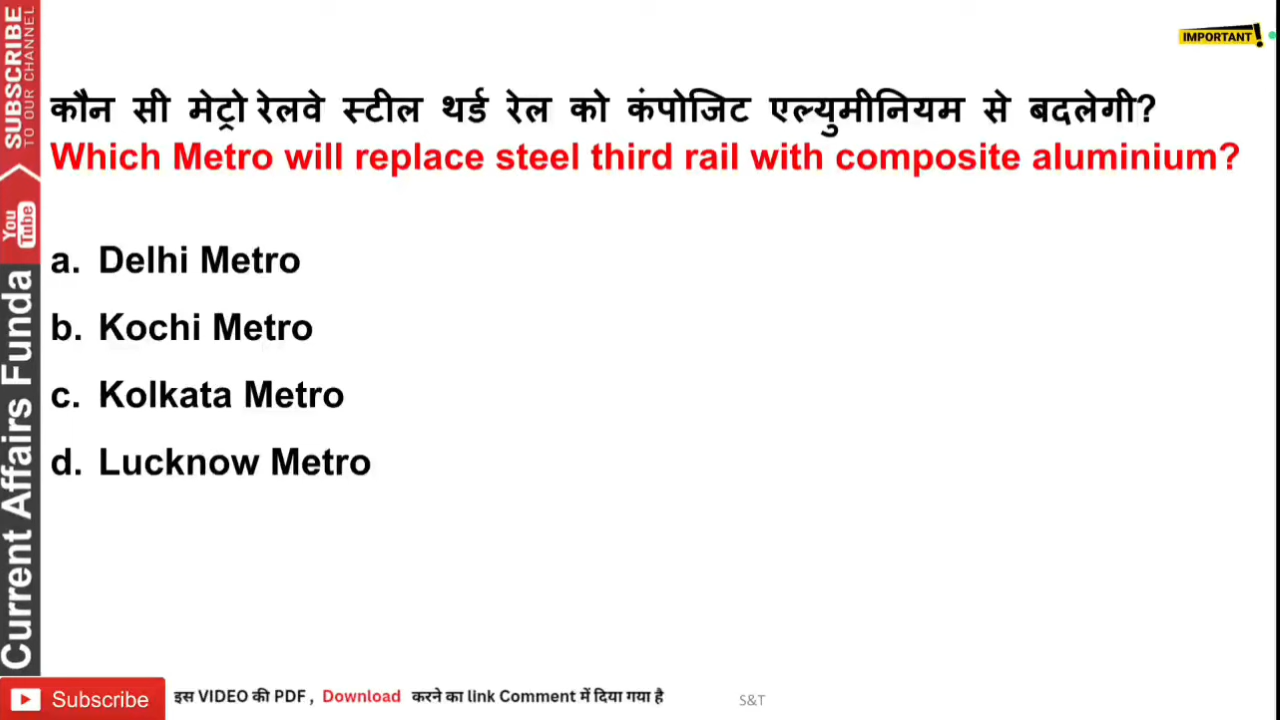 IMPORTANT!
कौन सी मेट्रो रेलवे स्टील थर्ड रेल को कंपोजिट एल्युमीनियम से बदलेगी?
Which Metro will replace steel third rail with composite aluminium?
a. Delhi Metro
b. Kochi Metro
c. Kolkata Metro
d. Lucknow Metro
SUBSCRIBE
TO OUR CHANNEL
You
Tube
Current Affairs Funda
Subscribe
इस VIDEO की PDF , Download करने का link Comment में दिया गया है
S&T